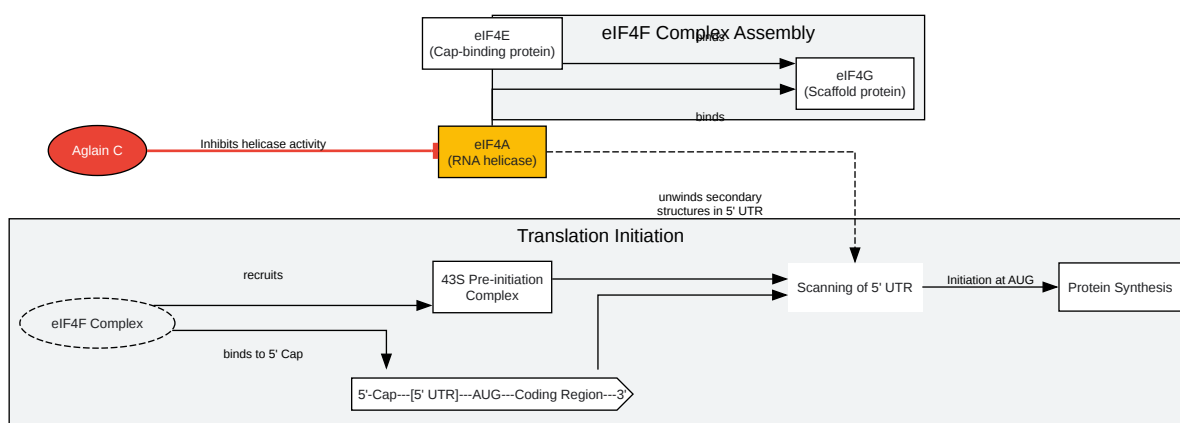 eIF4E
(Cap-binding protein)
eIF4F Complex Assembly
binds
eIF4G
(Scaffold protein)
binds
Aglain C
Inhibits helicase activity
eIF4A
(RNA helicase)
unwinds secondary
structures in 5' UTR
Translation Initiation
recruits
43S Pre-initiation
Complex
Scanning of 5' UTR
Initiation at AUG
Protein Synthesis
eIF4F Complex
binds to 5' Cap
5'-Cap---[5' UTR]---AUG---Coding Region---3'